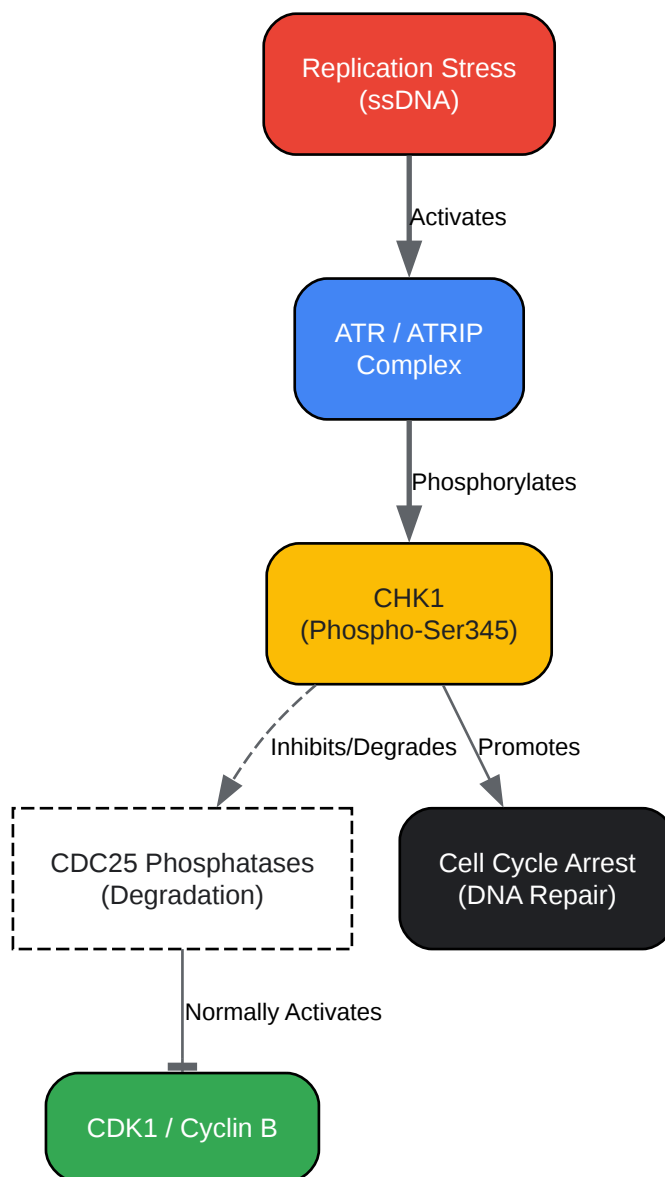 Replication Stress
(ssDNA)
Activates
ATR / ATRIP
Complex
Phosphorylates
CHK1
(Phospho-Ser345)
Inhibits/Degrades
Promotes
CDC25 Phosphatases
(Degradation)
Cell Cycle Arrest
(DNA Repair)
Normally Activates
CDK1 / Cyclin B